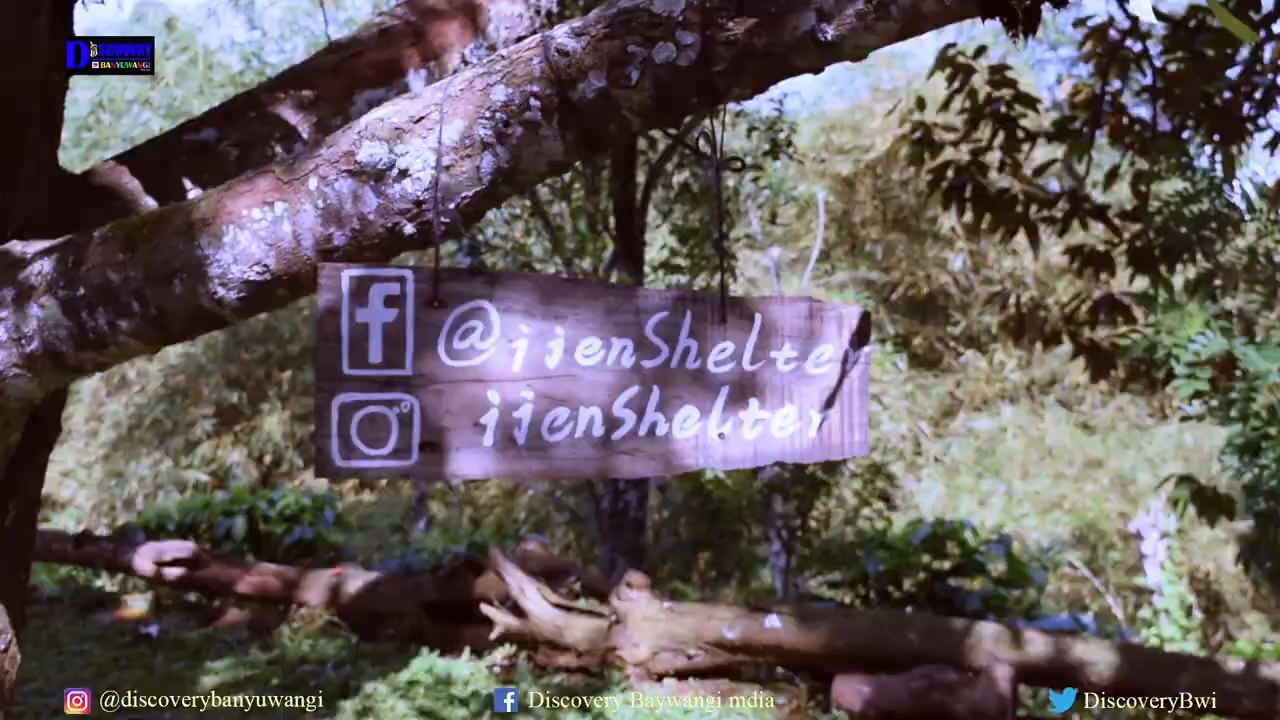 DISCOVERY
BANYUWANGI
@ijenShelter
ijenShelter
@discoverybanyuwangi
Discovery Baywangi mdia
DiscoveryBwi